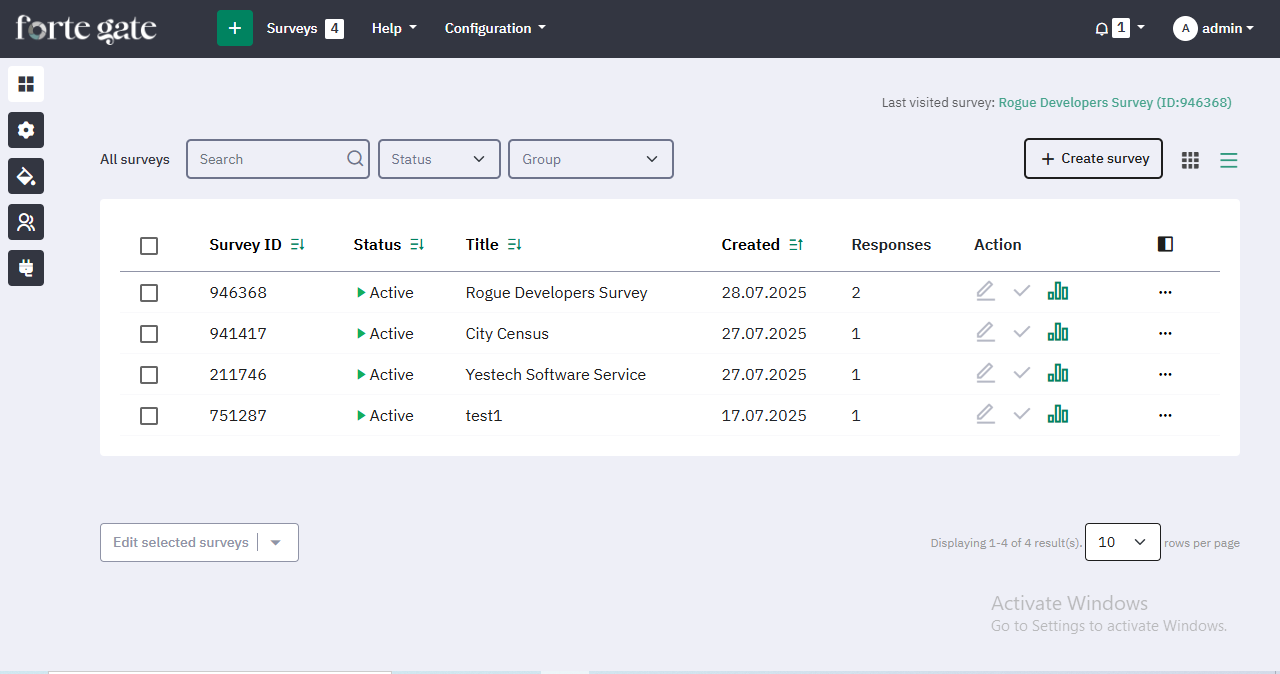 forte gate
+ Surveys 4 Help Configuration 1 A admin
Last visited survey: Rogue Developers Survey (ID:946368)
All surveys Search Status Group + Create survey
Survey ID Status Title Created Responses Action
946368 Active Rogue Developers Survey 28.07.2025 2 ...
941417 Active City Census 27.07.2025 1 ...
211746 Active Yestech Software Service 27.07.2025 1 ...
751287 Active test1 17.07.2025 1 ...
Edit selected surveys Displaying 1-4 of 4 result(s). 10 rows per page
Activate Windows
Go to Settings to activate Windows.